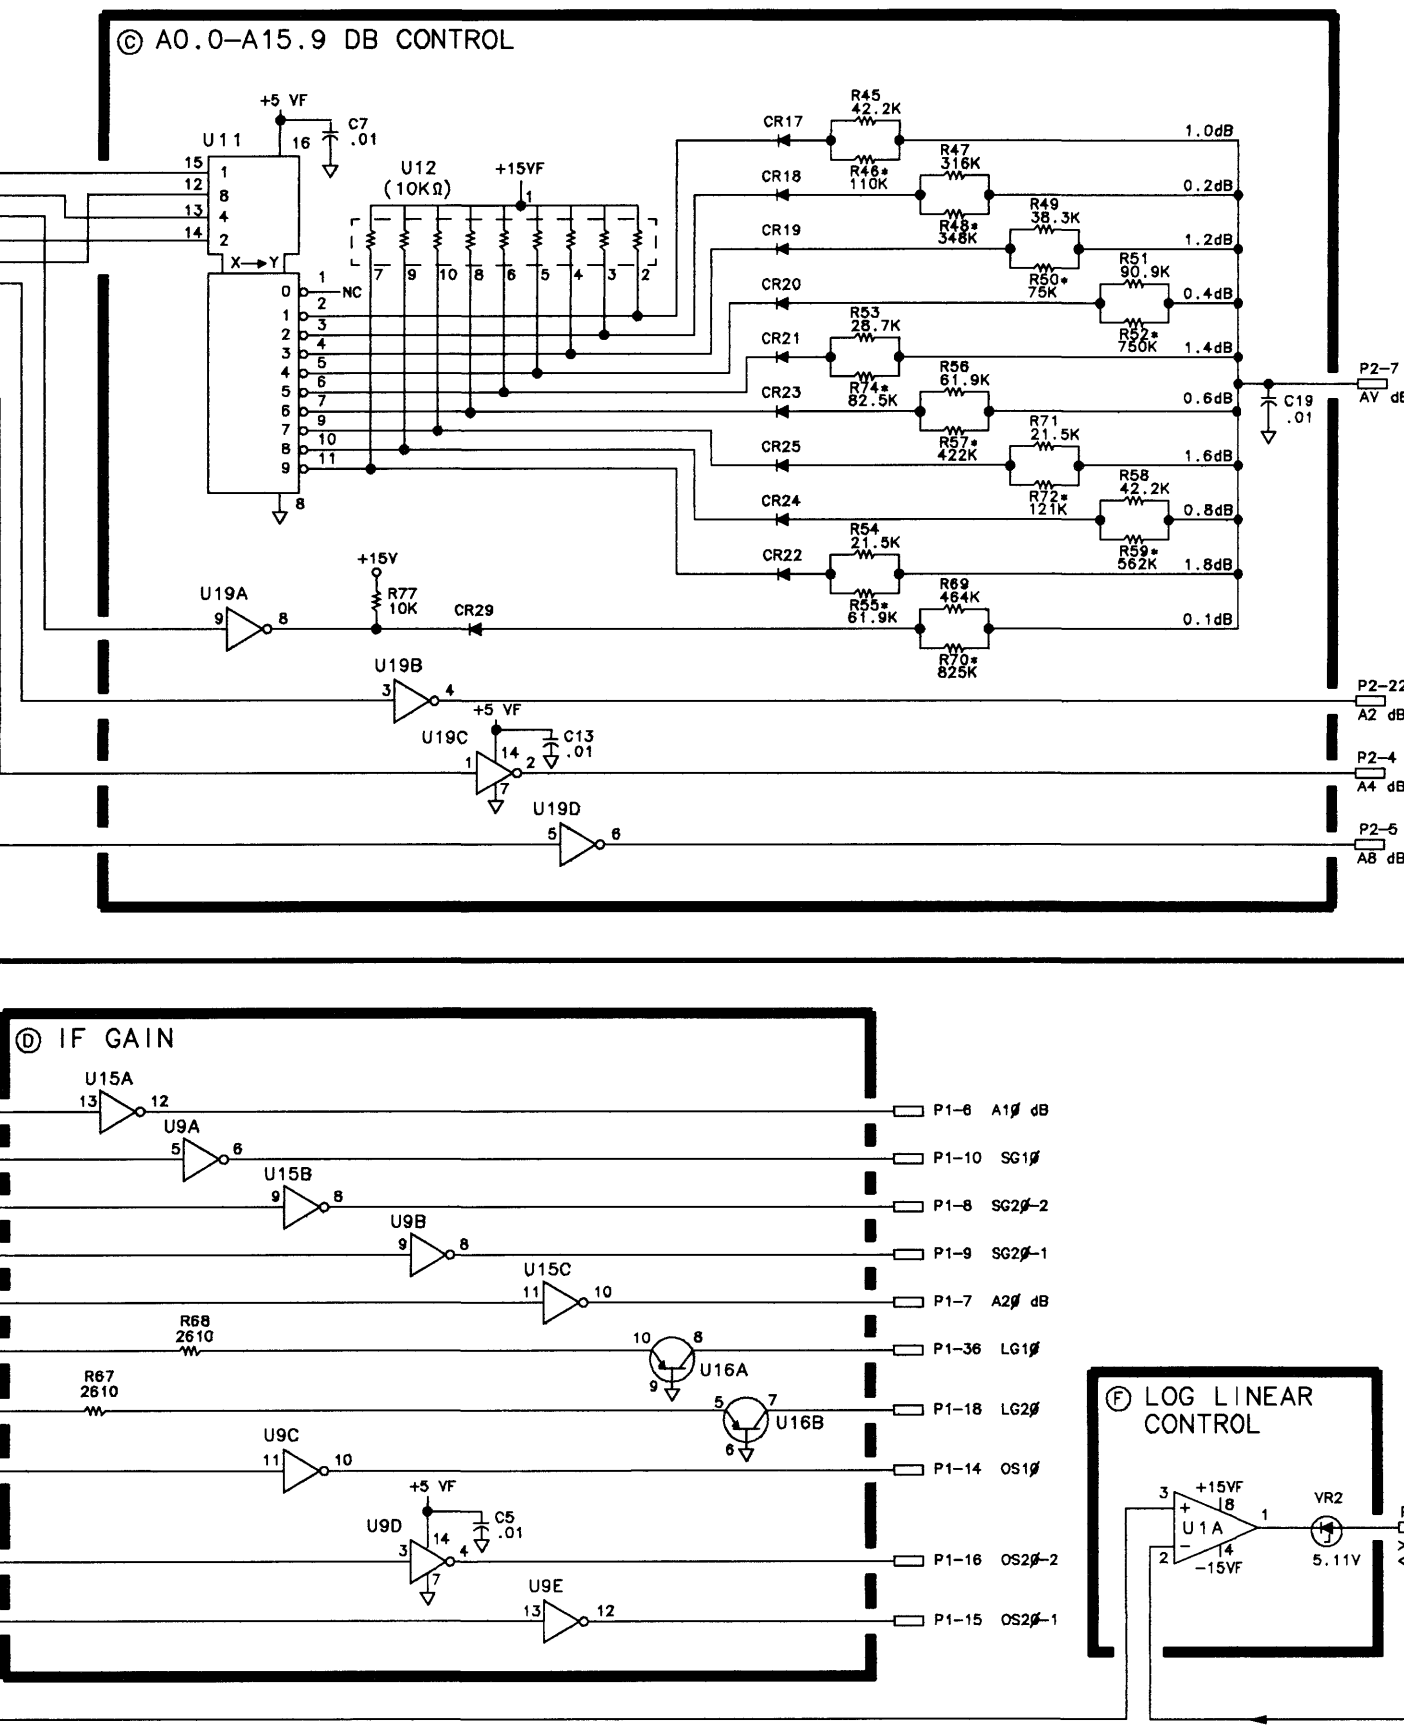 Ⓒ A0.0—A15.9 DB CONTROL
+5 VF
C7
.01
U11
16
15
1
12
8
13
4
14
2
X→Y
U12
(10KΩ)
+15VF
1
7 9 10 8 6 5 4 3 2
0 1 NC
1 2
2 3
3 4
4 5
5 6
6 7
7 9
8 10
9 11
8
CR17
R45
42.2K
R46*
110K
1.0dB
CR18
R47
316K
R48*
348K
0.2dB
CR19
R49
38.3K
R50*
75K
1.2dB
CR20
R51
90.9K
R52*
750K
0.4dB
CR21
R53
28.7K
R74*
82.5K
1.4dB
CR23
R56
61.9K
R57*
422K
0.6dB
CR25
R71
21.5K
R72*
121K
1.6dB
CR24
R58
42.2K
R59*
562K
0.8dB
CR22
R54
21.5K
R55*
61.9K
1.8dB
R69
464K
R70*
825K
0.1dB
C19
.01
P2-7
AV dB
U19A
9 8
+15V
R77
10K
CR29
U19B
3 4
P2-22
A2 dB
+5 VF
U19C
C13
.01
1 14 2
7
P2-4
A4 dB
U19D
5 6
P2-5
A8 dB
Ⓓ IF GAIN
U15A
13 12
P1-6 A1Ø dB
U9A
5 6
P1-10 SG1Ø
U15B
9 8
P1-8 SG2Ø-2
U9B
9 8
P1-9 SG2Ø-1
U15C
11 10
P1-7 A2Ø dB
R68
2610
10 8
9
U16A
P1-36 LG1Ø
R67
2610
5 7
6
U16B
P1-18 LG2Ø
U9C
11 10
P1-14 OS1Ø
+5 VF
C5
.01
U9D
3 14 4
7
P1-16 OS2Ø-2
U9E
13 12
P1-15 OS2Ø-1
Ⓕ LOG LINEAR
CONTROL
+15VF
3 + 8
U1A 1
2 − 4
-15VF
VR2
5.11V